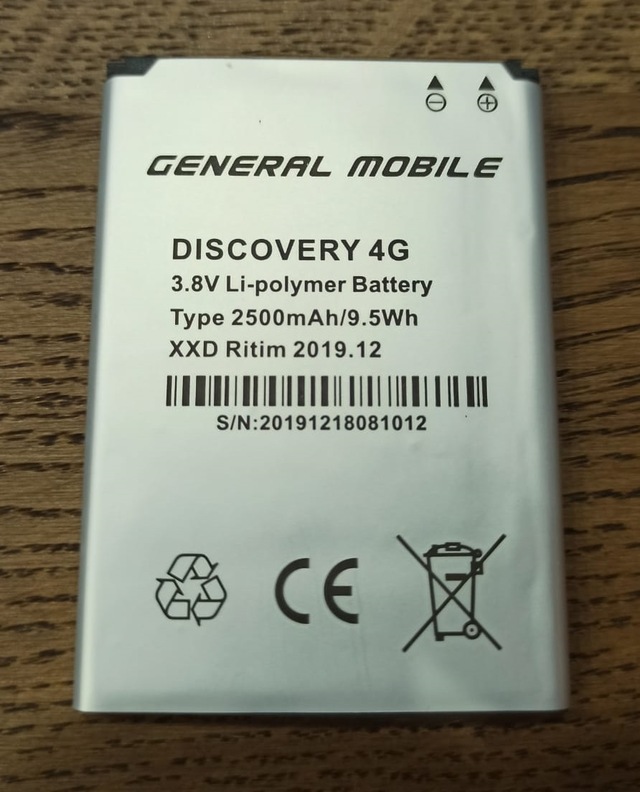 GENERAL MOBILE
DISCOVERY 4G
3.8V Li-polymer Battery
Type 2500mAh/9.5Wh
XXD Ritim 2019.12
S/N:20191218081012
CE